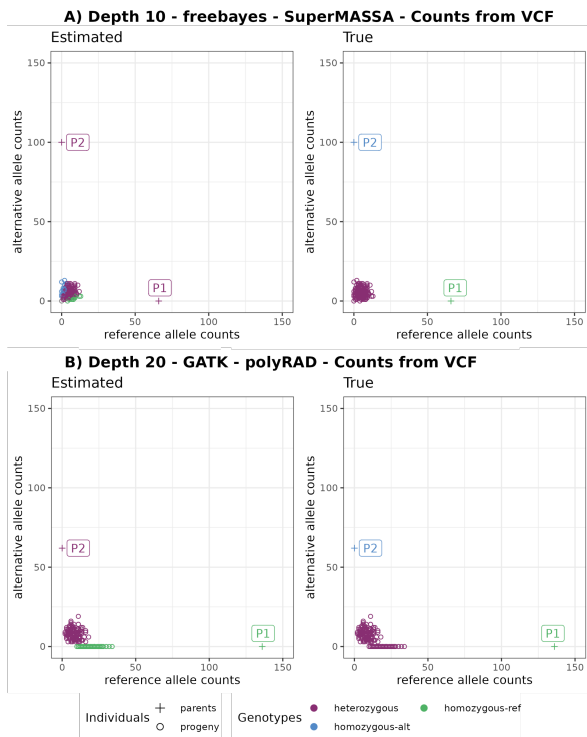 A) Depth 10 - freebayes - SuperMASSA - Counts from VCF
Estimated
True
alternative allele counts
150
100
50
0
P2
P1
0
50
100
150
reference allele counts
alternative allele counts
150
100
50
0
P2
P1
0
50
100
150
reference allele counts
B) Depth 20 - GATK - polyRAD - Counts from VCF
Estimated
True
alternative allele counts
150
100
50
0
P2
P1
0
50
100
150
reference allele counts
alternative allele counts
150
100
50
0
P2
P1
0
50
100
150
reference allele counts
Individuals
parents
progeny
Genotypes
heterozygous
homozygous-ref
homozygous-alt